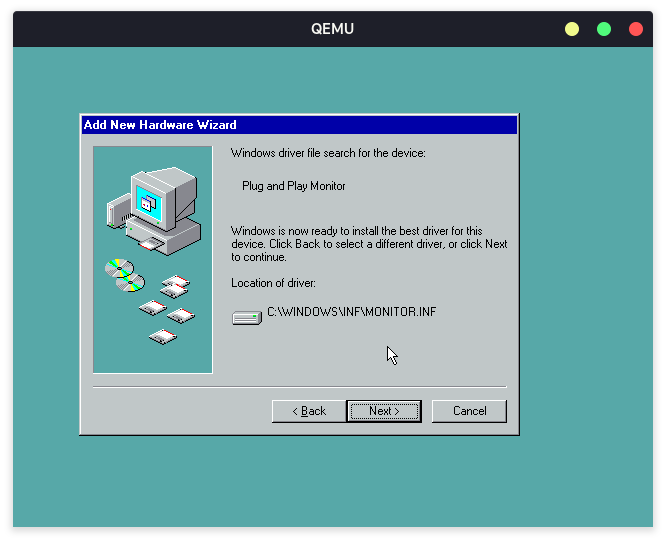 QEMU
Add New Hardware Wizard
Windows driver file search for the device:
Plug and Play Monitor
Windows is now ready to install the best driver for this
device. Click Back to select a different driver, or click Next
to continue.
Location of driver:
C:\WINDOWS\INF\MONITOR.INF
< Back
Next >
Cancel